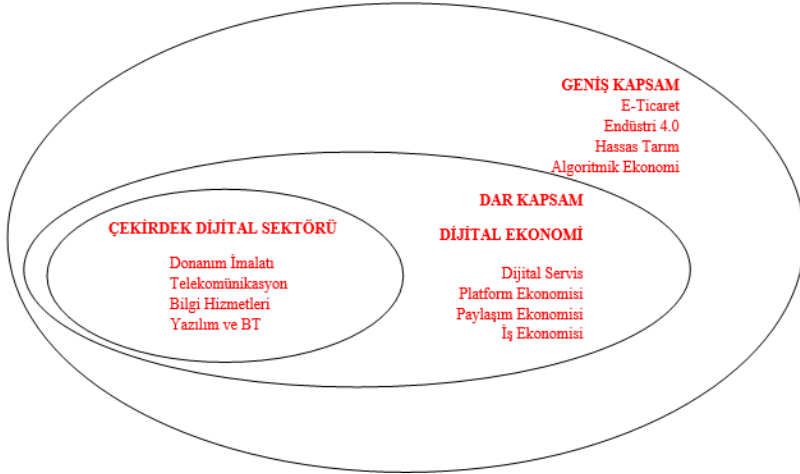 GENİŞ KAPSAM
E-Ticaret
Endüstri 4.0
Hassas Tarım
Algoritmik Ekonomi
DAR KAPSAM
DİJİTAL EKONOMİ
Dijital Servis
Platform Ekonomisi
Paylaşım Ekonomisi
İş Ekonomisi
ÇEKİRDEK DİJİTAL SEKTÖRÜ
Donanım İmalatı
Telekomünikasyon
Bilgi Hizmetleri
Yazılım ve BT